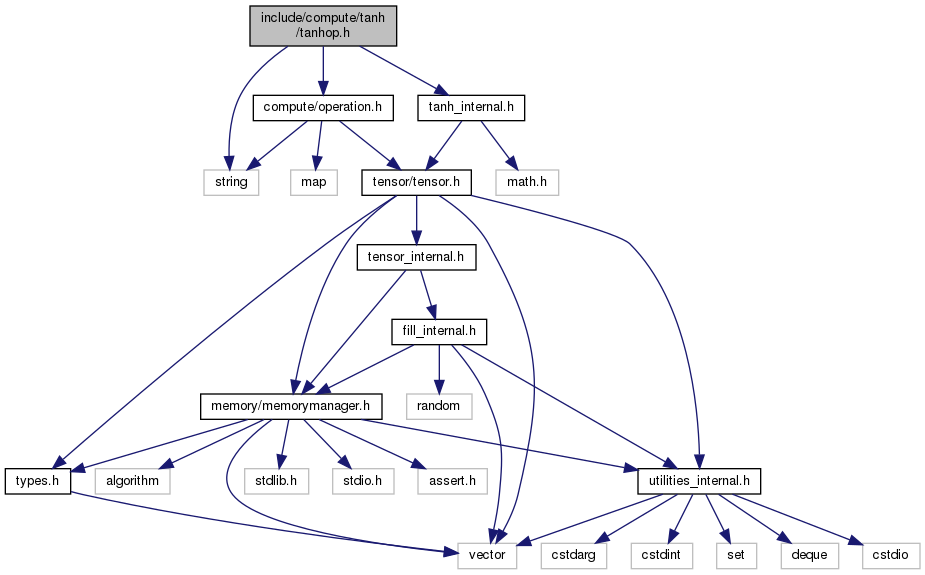 include/compute/tanh
/tanhop.h
compute/operation.h
tanh_internal.h
string
map
tensor/tensor.h
math.h
tensor_internal.h
fill_internal.h
memory/memorymanager.h
random
types.h
algorithm
stdlib.h
stdio.h
assert.h
utilities_internal.h
vector
cstdarg
cstdint
set
deque
cstdio